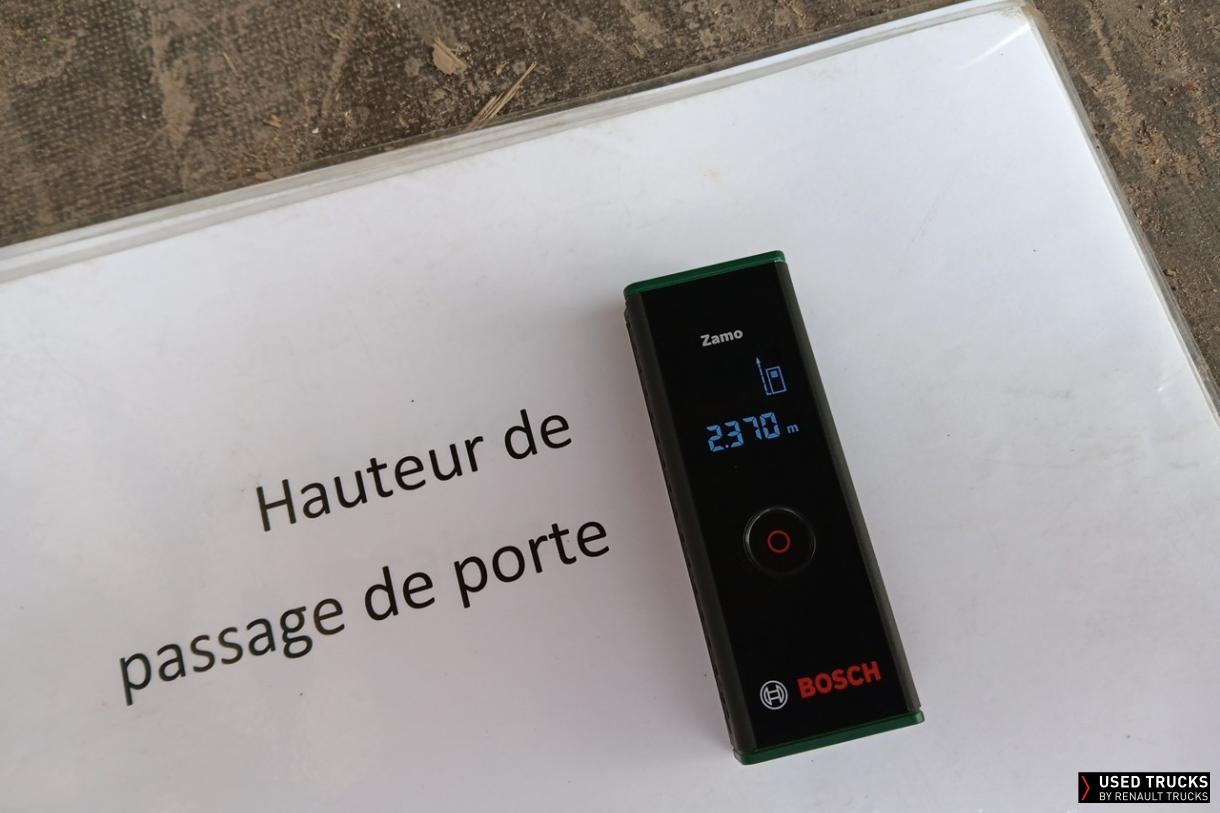 Hauteur de
passage de porte
Zamo
2.370 m
BOSCH
USED TRUCKS
BY RENAULT TRUCKS